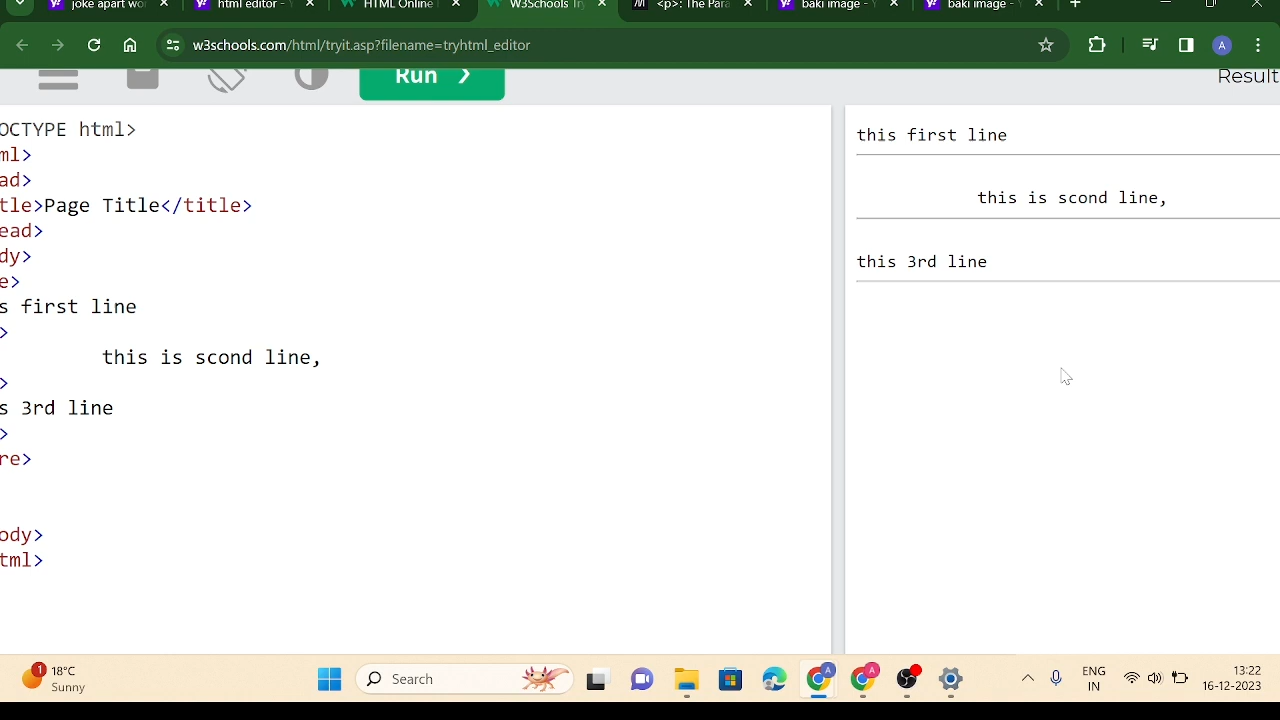 joke apart wor
html editor - Y
HTML Online
W3Schools Try
<p>: The Para
baki image - Y
baki image - Y
w3schools.com/html/tryit.asp?filename=tryhtml_editor
A
Run ❯
Result
OCTYPE html>
ml>
ad>
tle>Page Title</title>
ead>
dy>
e>
s first line
>
this is scond line,
>
s 3rd line
>
re>
ody>
tml>
this first line
this is scond line,
this 3rd line
1
18°C
Sunny
Search
A
A
ENG
IN
13:22
16-12-2023